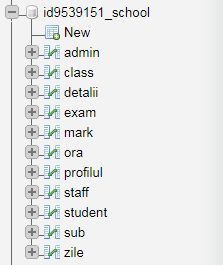 id9539151_school
New
admin
class
detalii
exam
mark
ora
profilul
staff
student
sub
zile